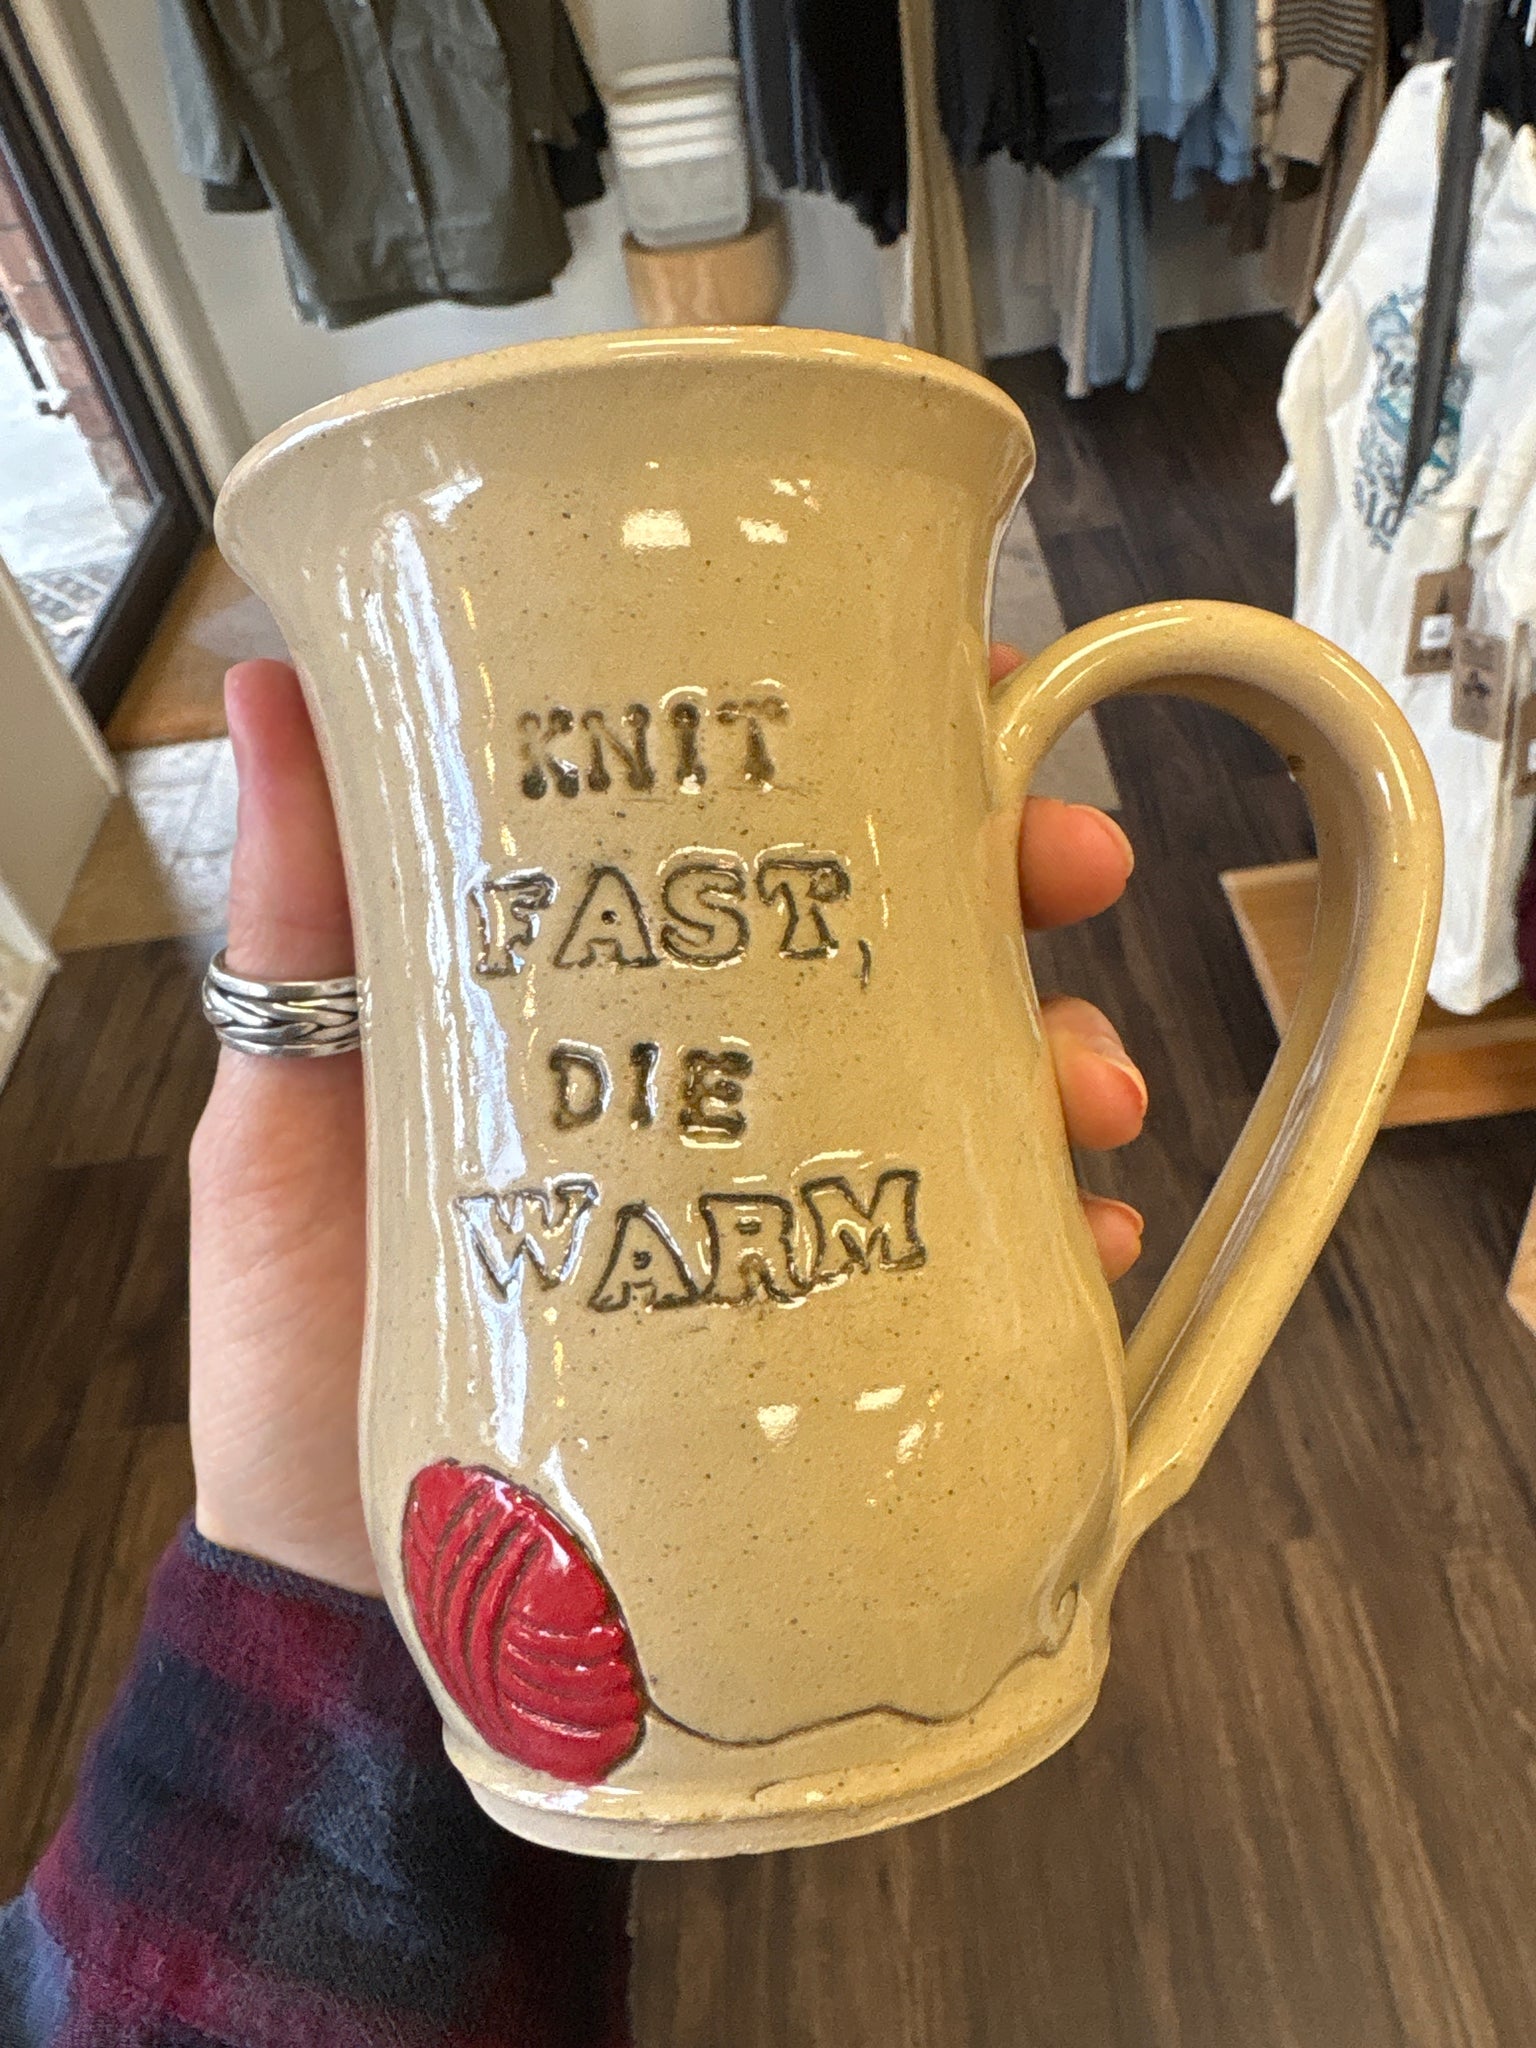 KNIT
FAST,
DIE
WARM